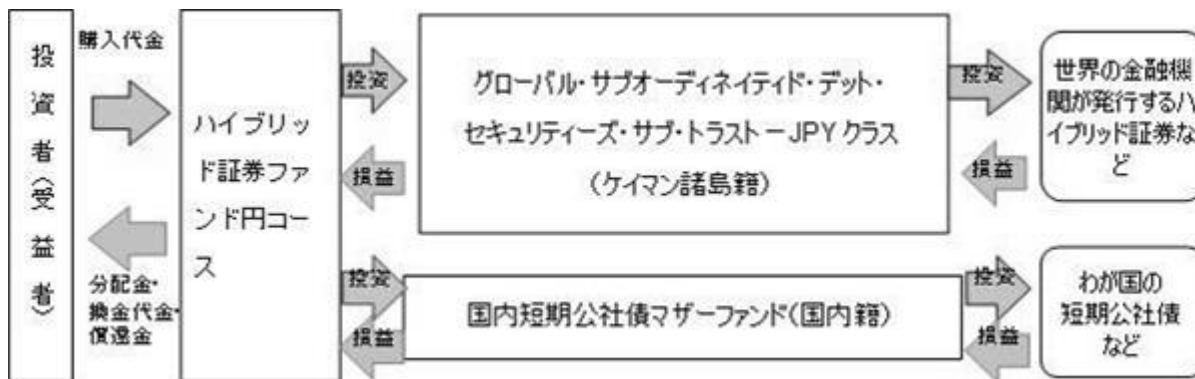 投資者(受益者)
購入代金
分配金・
換金代金・
償還金
ハイブリッ
ド証券ファ
ンド円コー
ス
投資
損益
グローバル・サブオーディネイティド・デット・
セキュリティーズ・サブ・トラスト－JPYクラス
(ケイマン諸島籍)
投資
損益
世界の金融機
関が発行するハ
イブリッド証券な
ど
投資
損益
国内短期公社債マザーファンド(国内籍)
投資
損益
わが国の
短期公社債
など